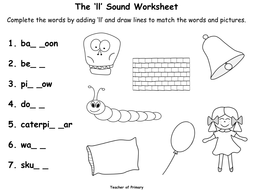 The 'll' Sound Worksheet
Complete the words by adding 'll and draw lines to match the words and pictures.
1. ba_ _oon
2. be_ _
3. pi_ _ow
4. do_ _
5. caterpi_ _ar
6. wa_ _
7. sku_ _
Teacher of Primary